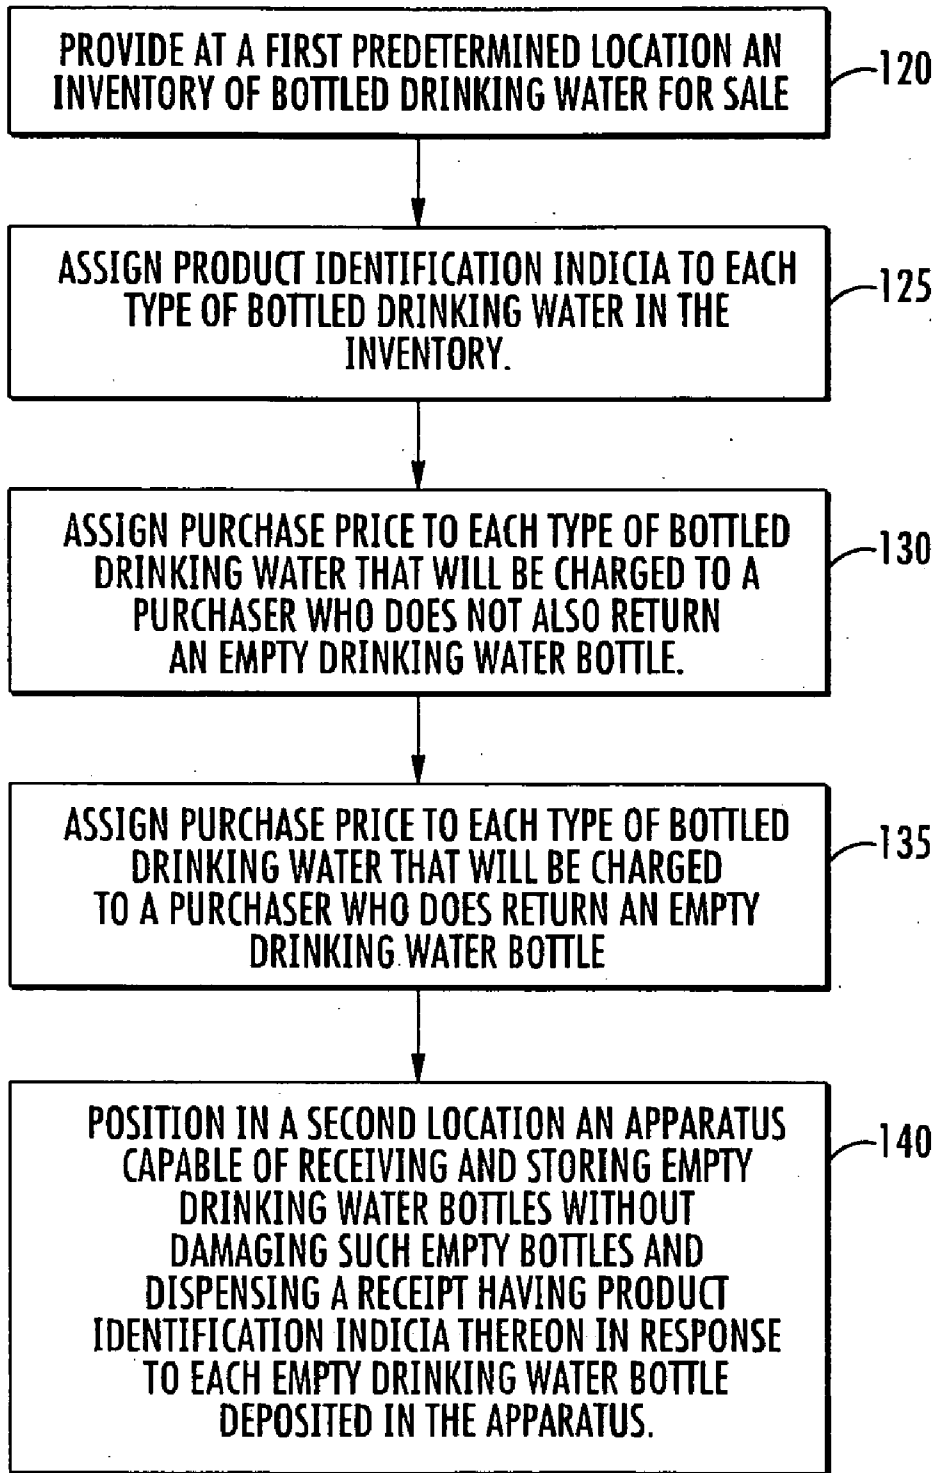 PROVIDE AT A FIRST PREDETERMINED LOCATION AN
INVENTORY OF BOTTLED DRINKING WATER FOR SALE
120
ASSIGN PRODUCT IDENTIFICATION INDICIA TO EACH
TYPE OF BOTTLED DRINKING WATER IN THE
INVENTORY.
125
ASSIGN PURCHASE PRICE TO EACH TYPE OF BOTTLED
DRINKING WATER THAT WILL BE CHARGED TO A
PURCHASER WHO DOES NOT ALSO RETURN
AN EMPTY DRINKING WATER BOTTLE.
130
ASSIGN PURCHASE PRICE TO EACH TYPE OF BOTTLED
DRINKING WATER THAT WILL BE CHARGED
TO A PURCHASER WHO DOES RETURN AN EMPTY
DRINKING WATER BOTTLE
135
POSITION IN A SECOND LOCATION AN APPARATUS
CAPABLE OF RECEIVING AND STORING EMPTY
DRINKING WATER BOTTLES WITHOUT
DAMAGING SUCH EMPTY BOTTLES AND
DISPENSING A RECEIPT HAVING PRODUCT
IDENTIFICATION INDICIA THEREON IN RESPONSE
TO EACH EMPTY DRINKING WATER BOTTLE
DEPOSITED IN THE APPARATUS.
140